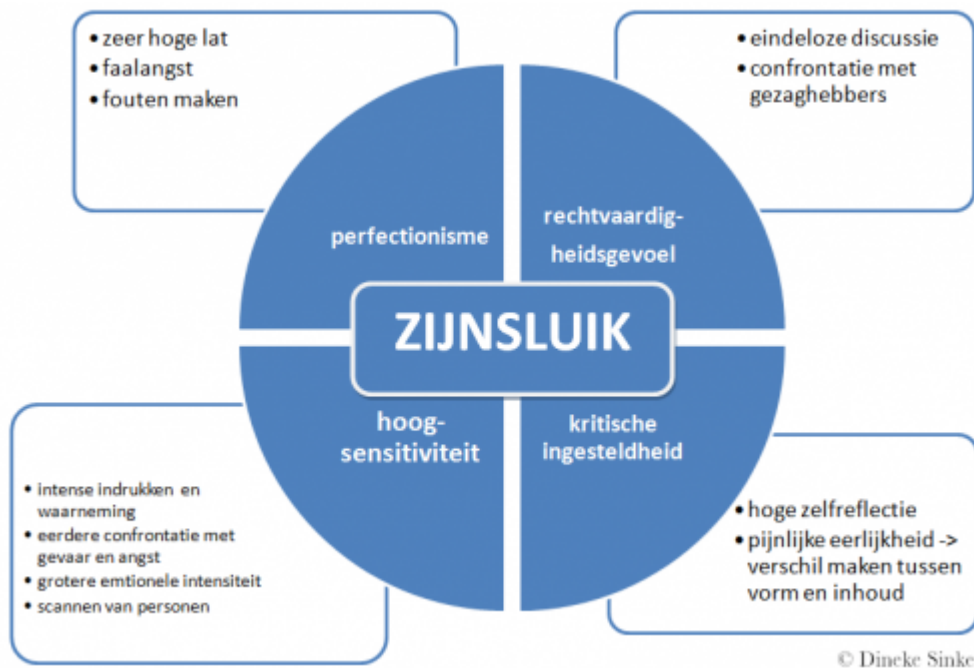 • zeer hoge lat
• faalangst
• fouten maken
• eindeloze discussie
• confrontatie met
gezaghebbers
perfectionisme
rechtvaardig-
heidsgevoel
ZIJNSLUIK
hoog-
sensitiviteit
kritische
ingesteldheid
• intense indrukken en
waarneming
• eerdere confrontatie met
gevaar en angst
• grotere emtionele intensiteit
• scannen van personen
• hoge zelfreflectie
• pijnlijke eerlijkheid ->
verschil maken tussen
vorm en inhoud
© Dineke Sinke